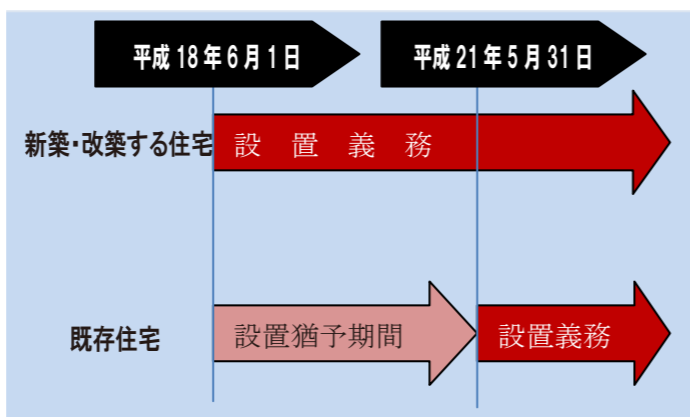 平成18年6月1日 平成21年5月31日
新築・改築する住宅 設置義務
既存住宅 設置猶予期間 設置義務